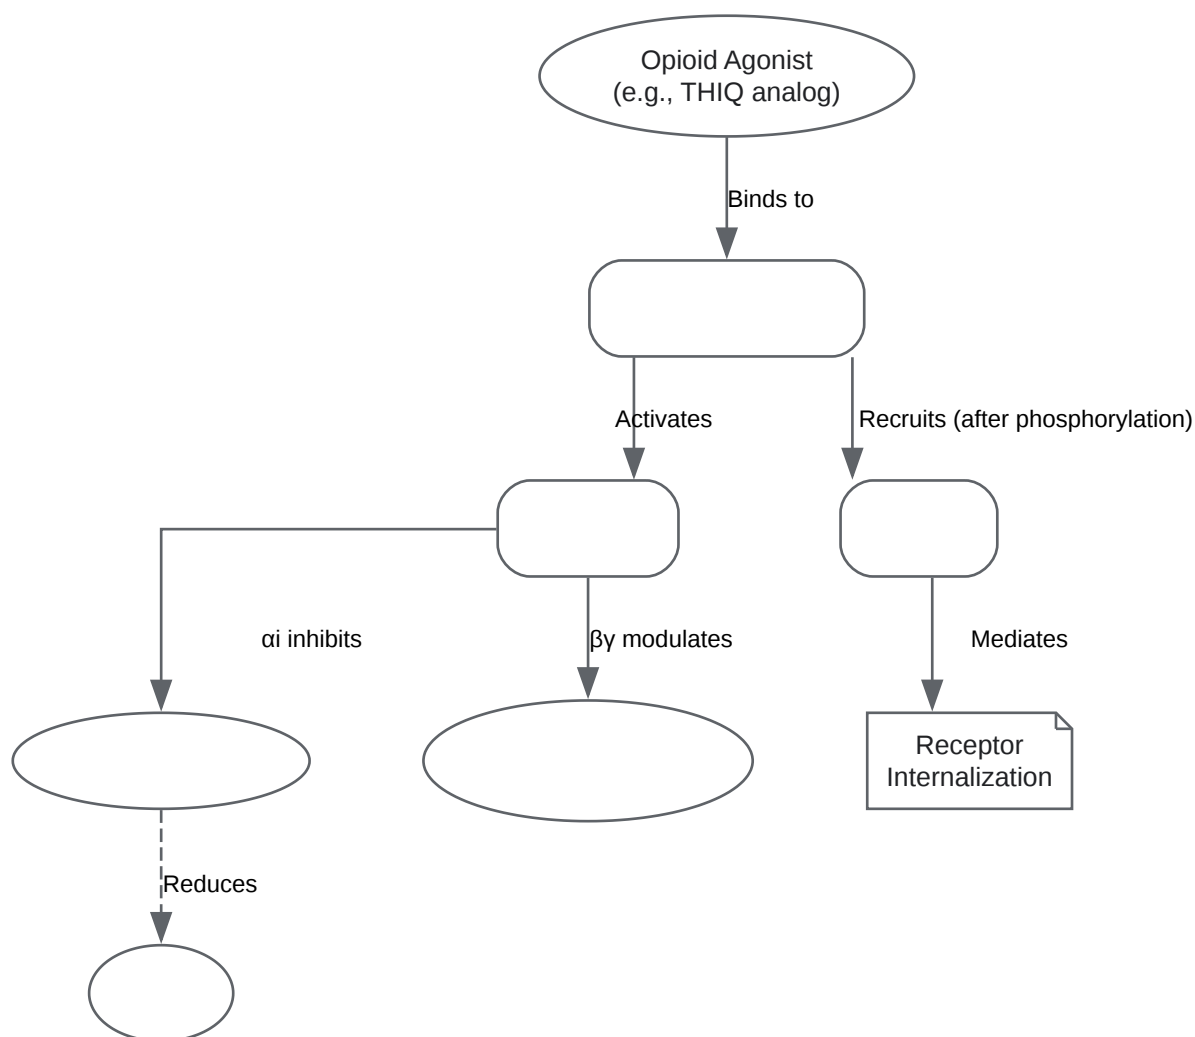 Opioid Agonist
(e.g., THIQ analog)
Binds to
Activates
Recruits (after phosphorylation)
αi inhibits
βγ modulates
Mediates
Receptor
Internalization
Reduces